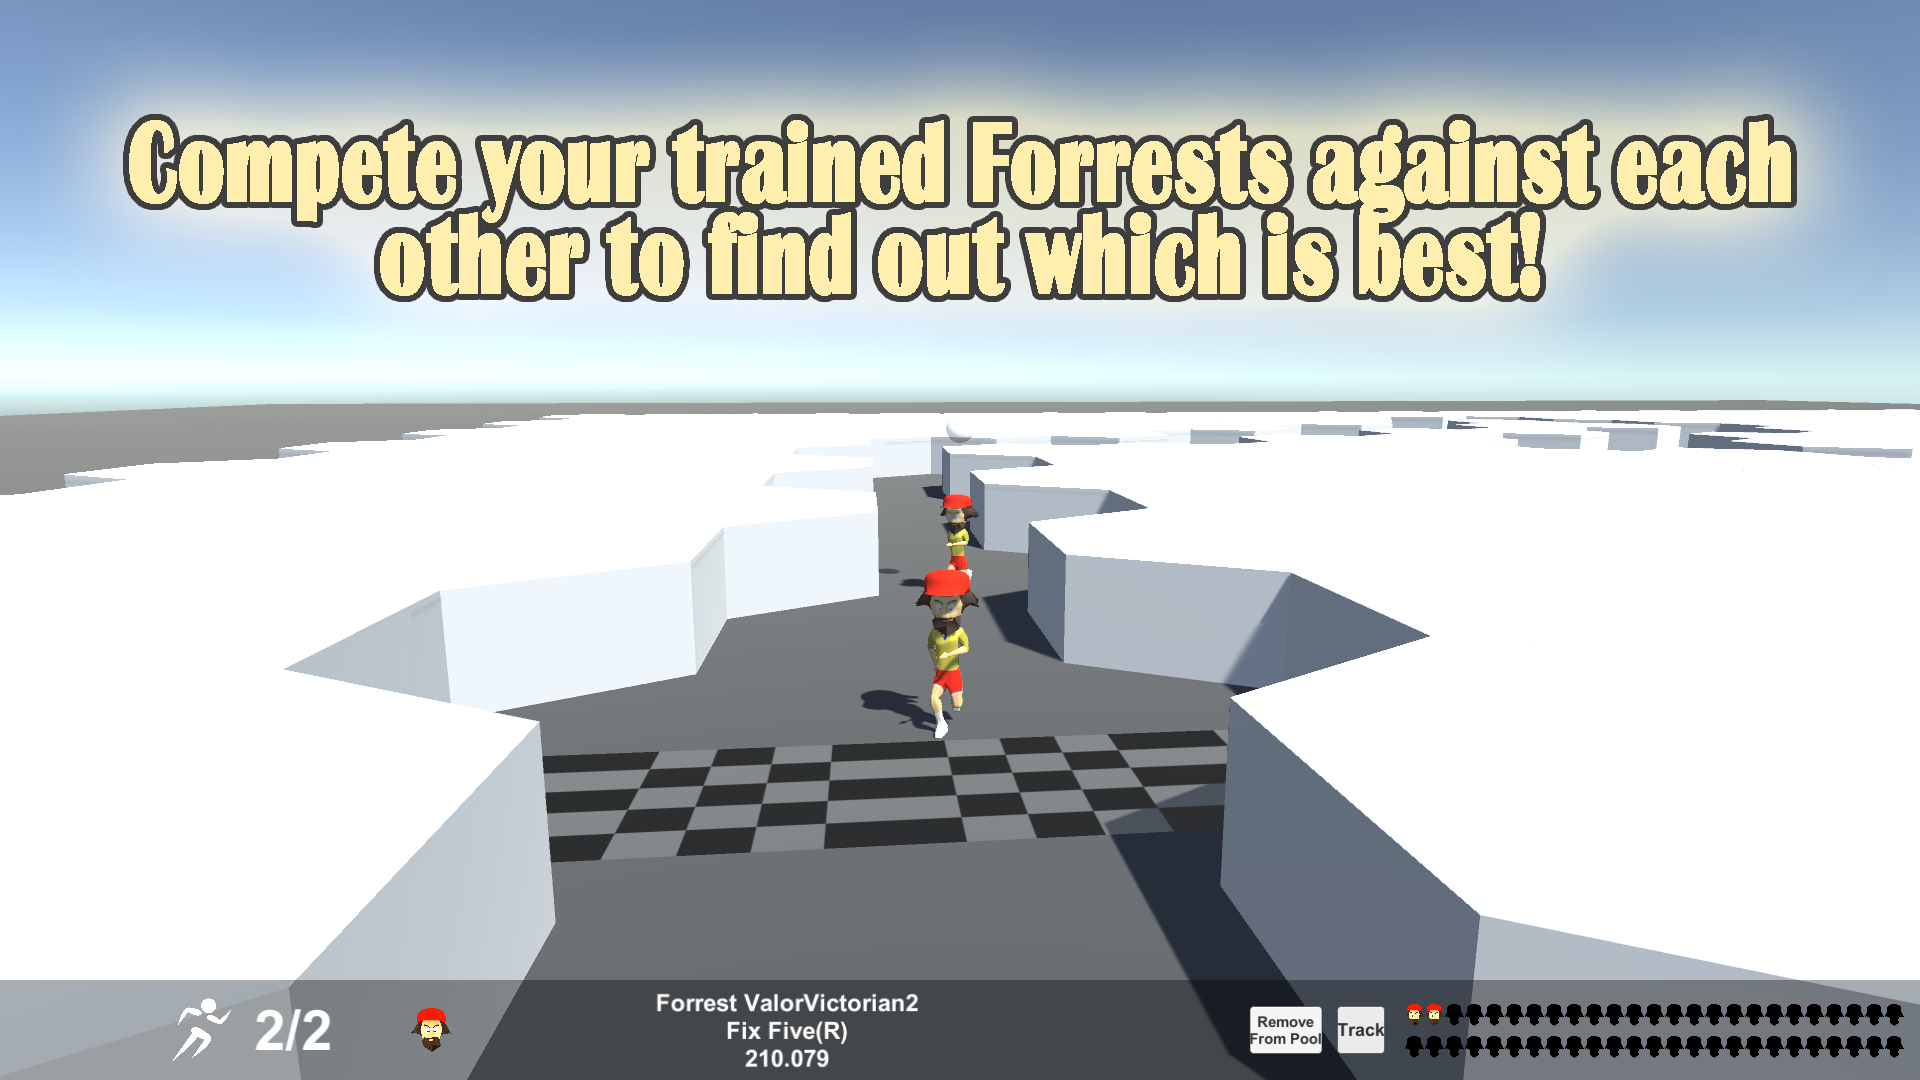 Compete your trained Forrests against each
other to find out which is best!
2/2
Forrest ValorVictorian2
Fix Five(R)
210.079
Remove
From Pool
Track